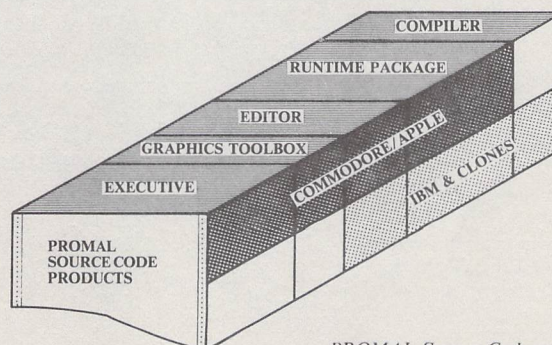 COMPILER
RUNTIME PACKAGE
EDITOR
GRAPHICS TOOLBOX
EXECUTIVE
COMMODORE/APPLE
IBM & CLONES
PROMAL
SOURCE CODE
PRODUCTS
PROMAL Source Code